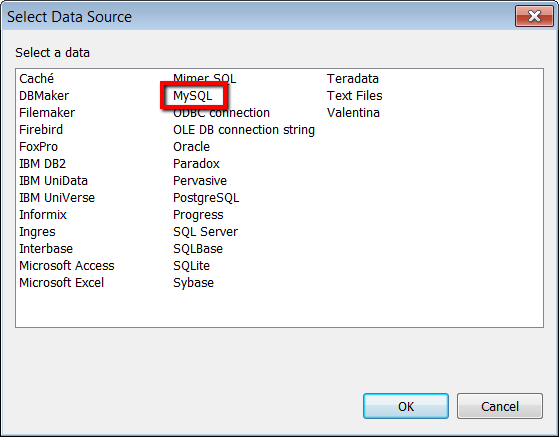 Select Data Source
Select a data
Caché
DBMaker
Filemaker
Firebird
FoxPro
IBM DB2
IBM UniData
IBM UniVerse
Informix
Ingres
Interbase
Microsoft Access
Microsoft Excel
Mimer SQL
MySQL
ODBC connection
OLE DB connection string
Oracle
Paradox
Pervasive
PostgreSQL
Progress
SQL Server
SQLBase
SQLite
Sybase
Teradata
Text Files
Valentina
OK
Cancel